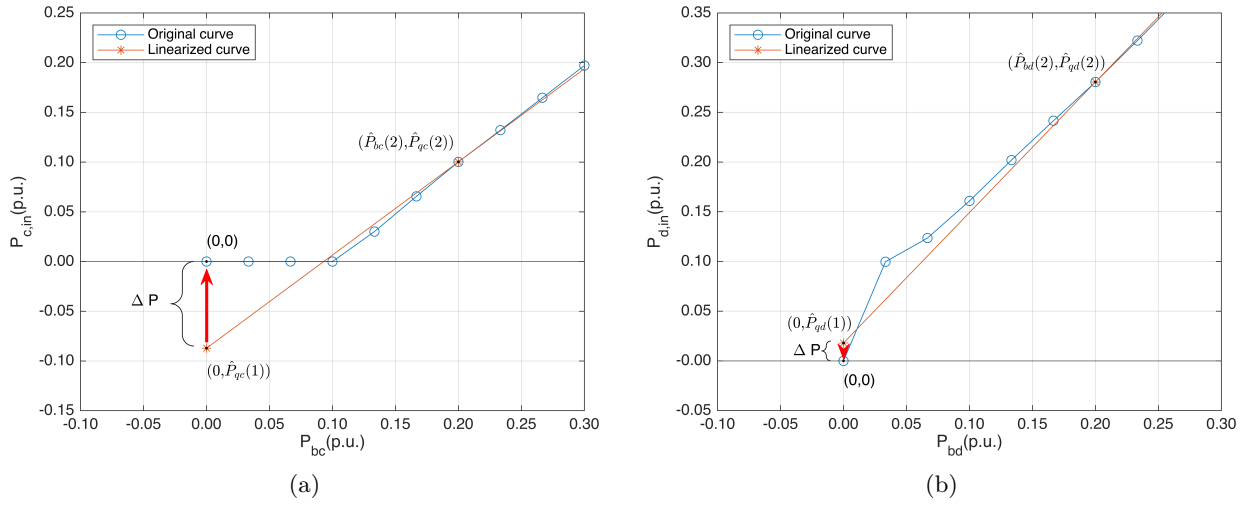 0.25
0.20
0.15
0.10
0.05
0.00
-0.05
-0.10
-0.15
P_c,in(p.u.)
Original curve
Linearized curve
(P̂_bc(2),P̂_qc(2))
(0,0)
Δ P
(0,P̂_qc(1))
-0.10 -0.05 0.00 0.05 0.10 0.15 0.20 0.25 0.30
P_bc(p.u.)
(a)
0.35
0.30
0.25
0.20
0.15
0.10
0.05
-0.00
-0.05
P_d,in(p.u.)
Original curve
Linearized curve
(P̂_bd(2),P̂_qd(2))
(0,P̂_qd(1))
Δ P
(0,0)
-0.10 -0.05 0.00 0.05 0.10 0.15 0.20 0.25 0.30
P_bd(p.u.)
(b)